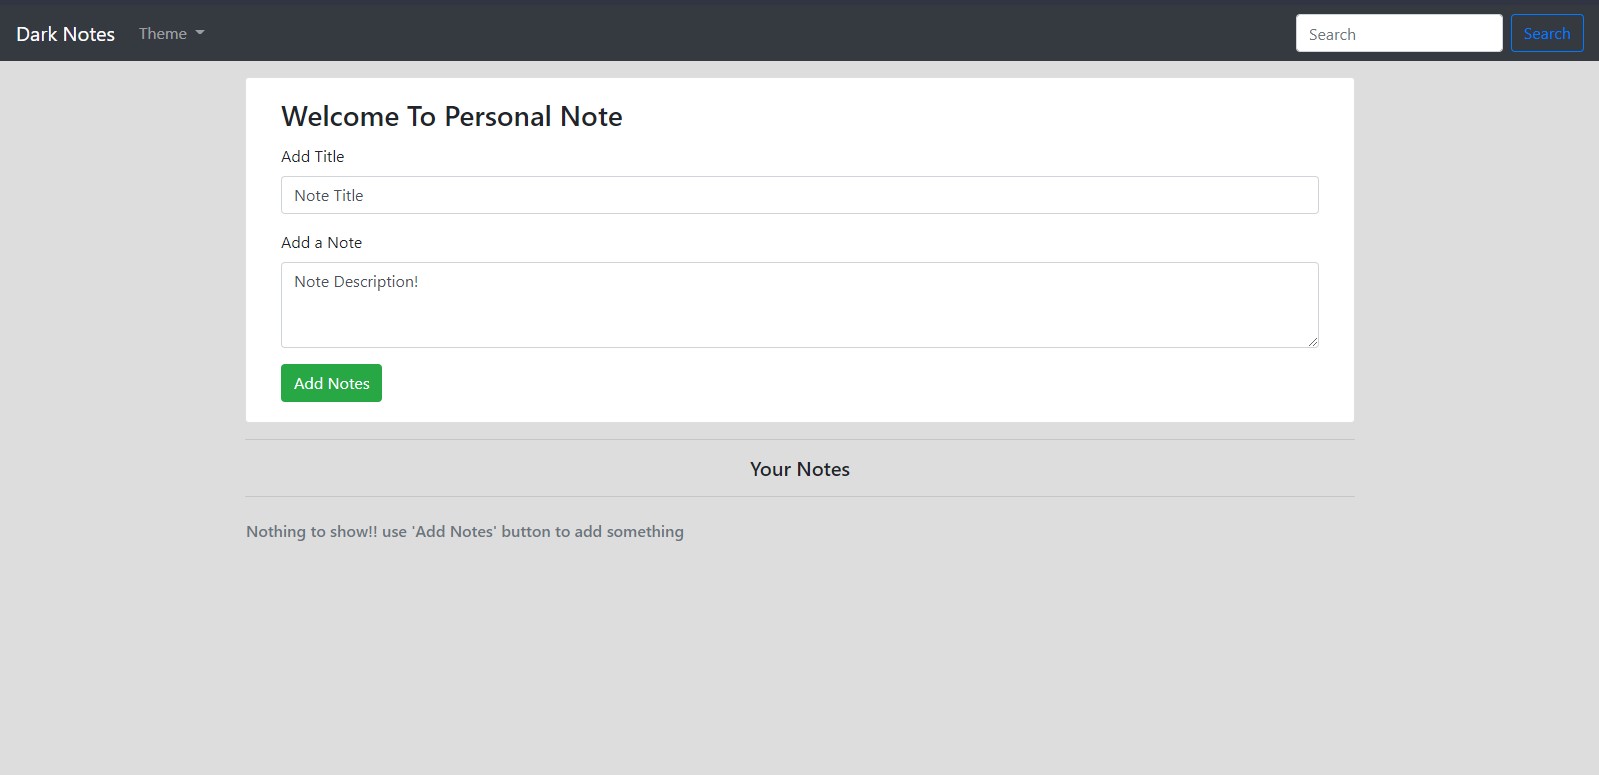 Dark Notes Theme Search Search
Welcome To Personal Note
Add Title
Note Title
Add a Note
Note Description!
Add Notes
Your Notes
Nothing to show!! use 'Add Notes' button to add something